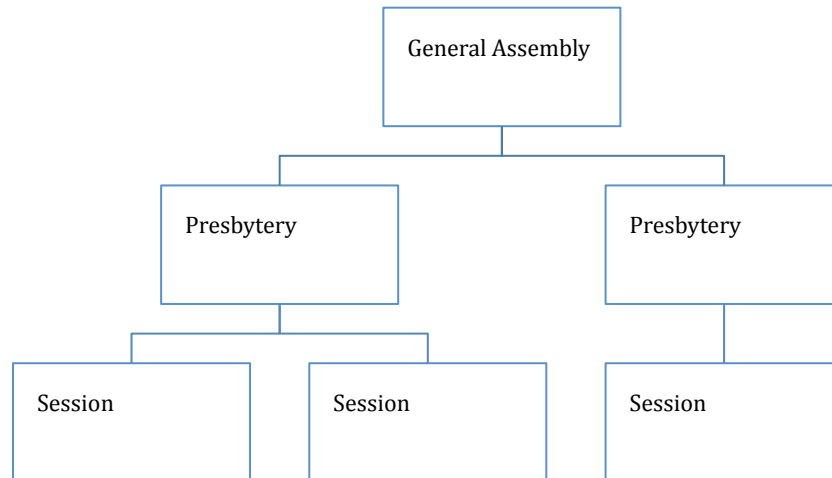 General Assembly
Presbytery
Presbytery
Session
Session
Session